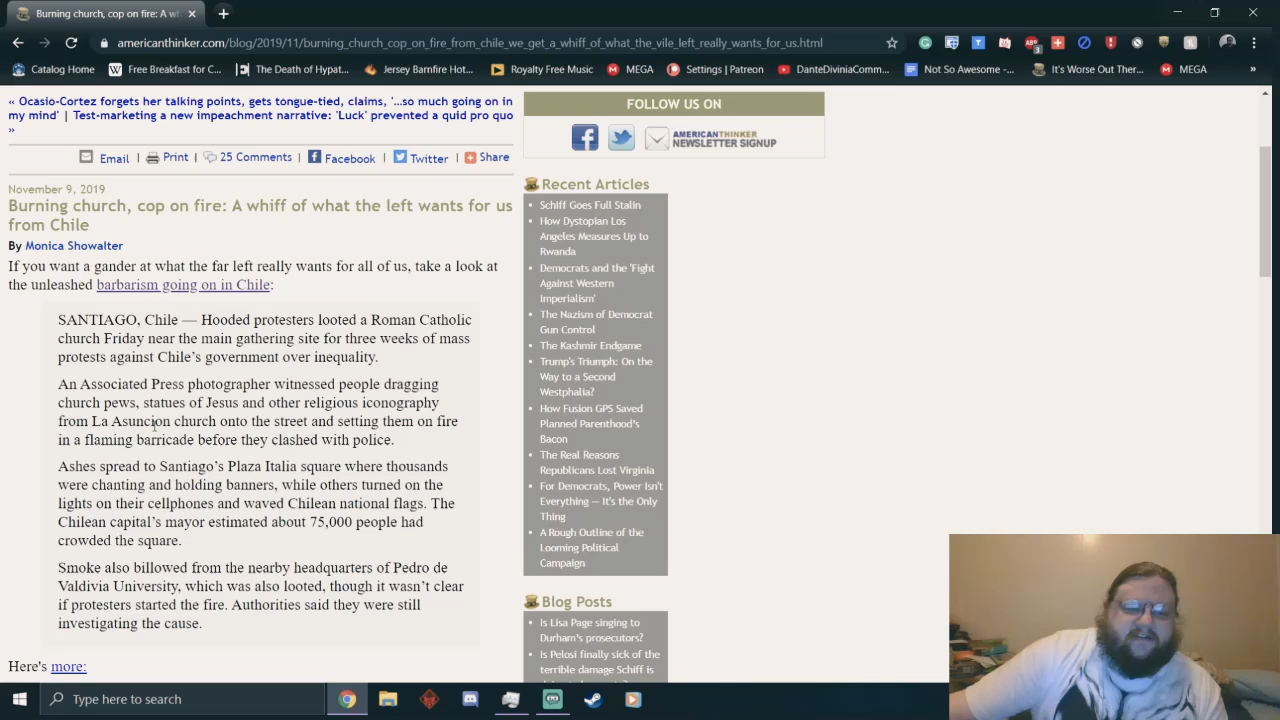 Burning church, cop on fire: A wi
americanthinker.com/blog/2019/11/burning_church_cop_on_fire_from_chile_we_get_a_whiff_of_what_the_vile_left_really_wants_for_us.html
Catalog Home
Free Breakfast for C...
The Death of Hypat...
Jersey Barnfire Hot...
Royalty Free Music
MEGA
Settings | Patreon
DanteDiviniaComm...
Not So Awesome -...
It's Worse Out Ther...
MEGA
»
« Ocasio-Cortez forgets her talking points, gets tongue-tied, claims, '...so much going on in
my mind' | Test-marketing a new impeachment narrative: 'Luck' prevented a quid pro quo
»
Email | Print | 25 Comments | Facebook | Twitter | Share
November 9, 2019
Burning church, cop on fire: A whiff of what the left wants for us
from Chile
By Monica Showalter
If you want a gander at what the far left really wants for all of us, take a look at
the unleashed barbarism going on in Chile:
SANTIAGO, Chile — Hooded protesters looted a Roman Catholic
church Friday near the main gathering site for three weeks of mass
protests against Chile's government over inequality.
An Associated Press photographer witnessed people dragging
church pews, statues of Jesus and other religious iconography
from La Asuncion church onto the street and setting them on fire
in a flaming barricade before they clashed with police.
Ashes spread to Santiago's Plaza Italia square where thousands
were chanting and holding banners, while others turned on the
lights on their cellphones and waved Chilean national flags. The
Chilean capital's mayor estimated about 75,000 people had
crowded the square.
Smoke also billowed from the nearby headquarters of Pedro de
Valdivia University, which was also looted, though it wasn't clear
if protesters started the fire. Authorities said they were still
investigating the cause.
Here's more:
FOLLOW US ON
AMERICANTHINKER
NEWSLETTER SIGNUP
Recent Articles
Schiff Goes Full Stalin
How Dystopian Los
Angeles Measures Up to
Rwanda
Democrats and the 'Fight
Against Western
Imperialism'
The Nazism of Democrat
Gun Control
The Kashmir Endgame
Trump's Triumph: On the
Way to a Second
Westphalia?
How Fusion GPS Saved
Planned Parenthood's
Bacon
The Real Reasons
Republicans Lost Virginia
For Democrats, Power Isn't
Everything — It's the Only
Thing
A Rough Outline of the
Looming Political
Campaign
Blog Posts
Is Lisa Page singing to
Durham's prosecutors?
Is Pelosi finally sick of the
terrible damage Schiff is
Type here to search